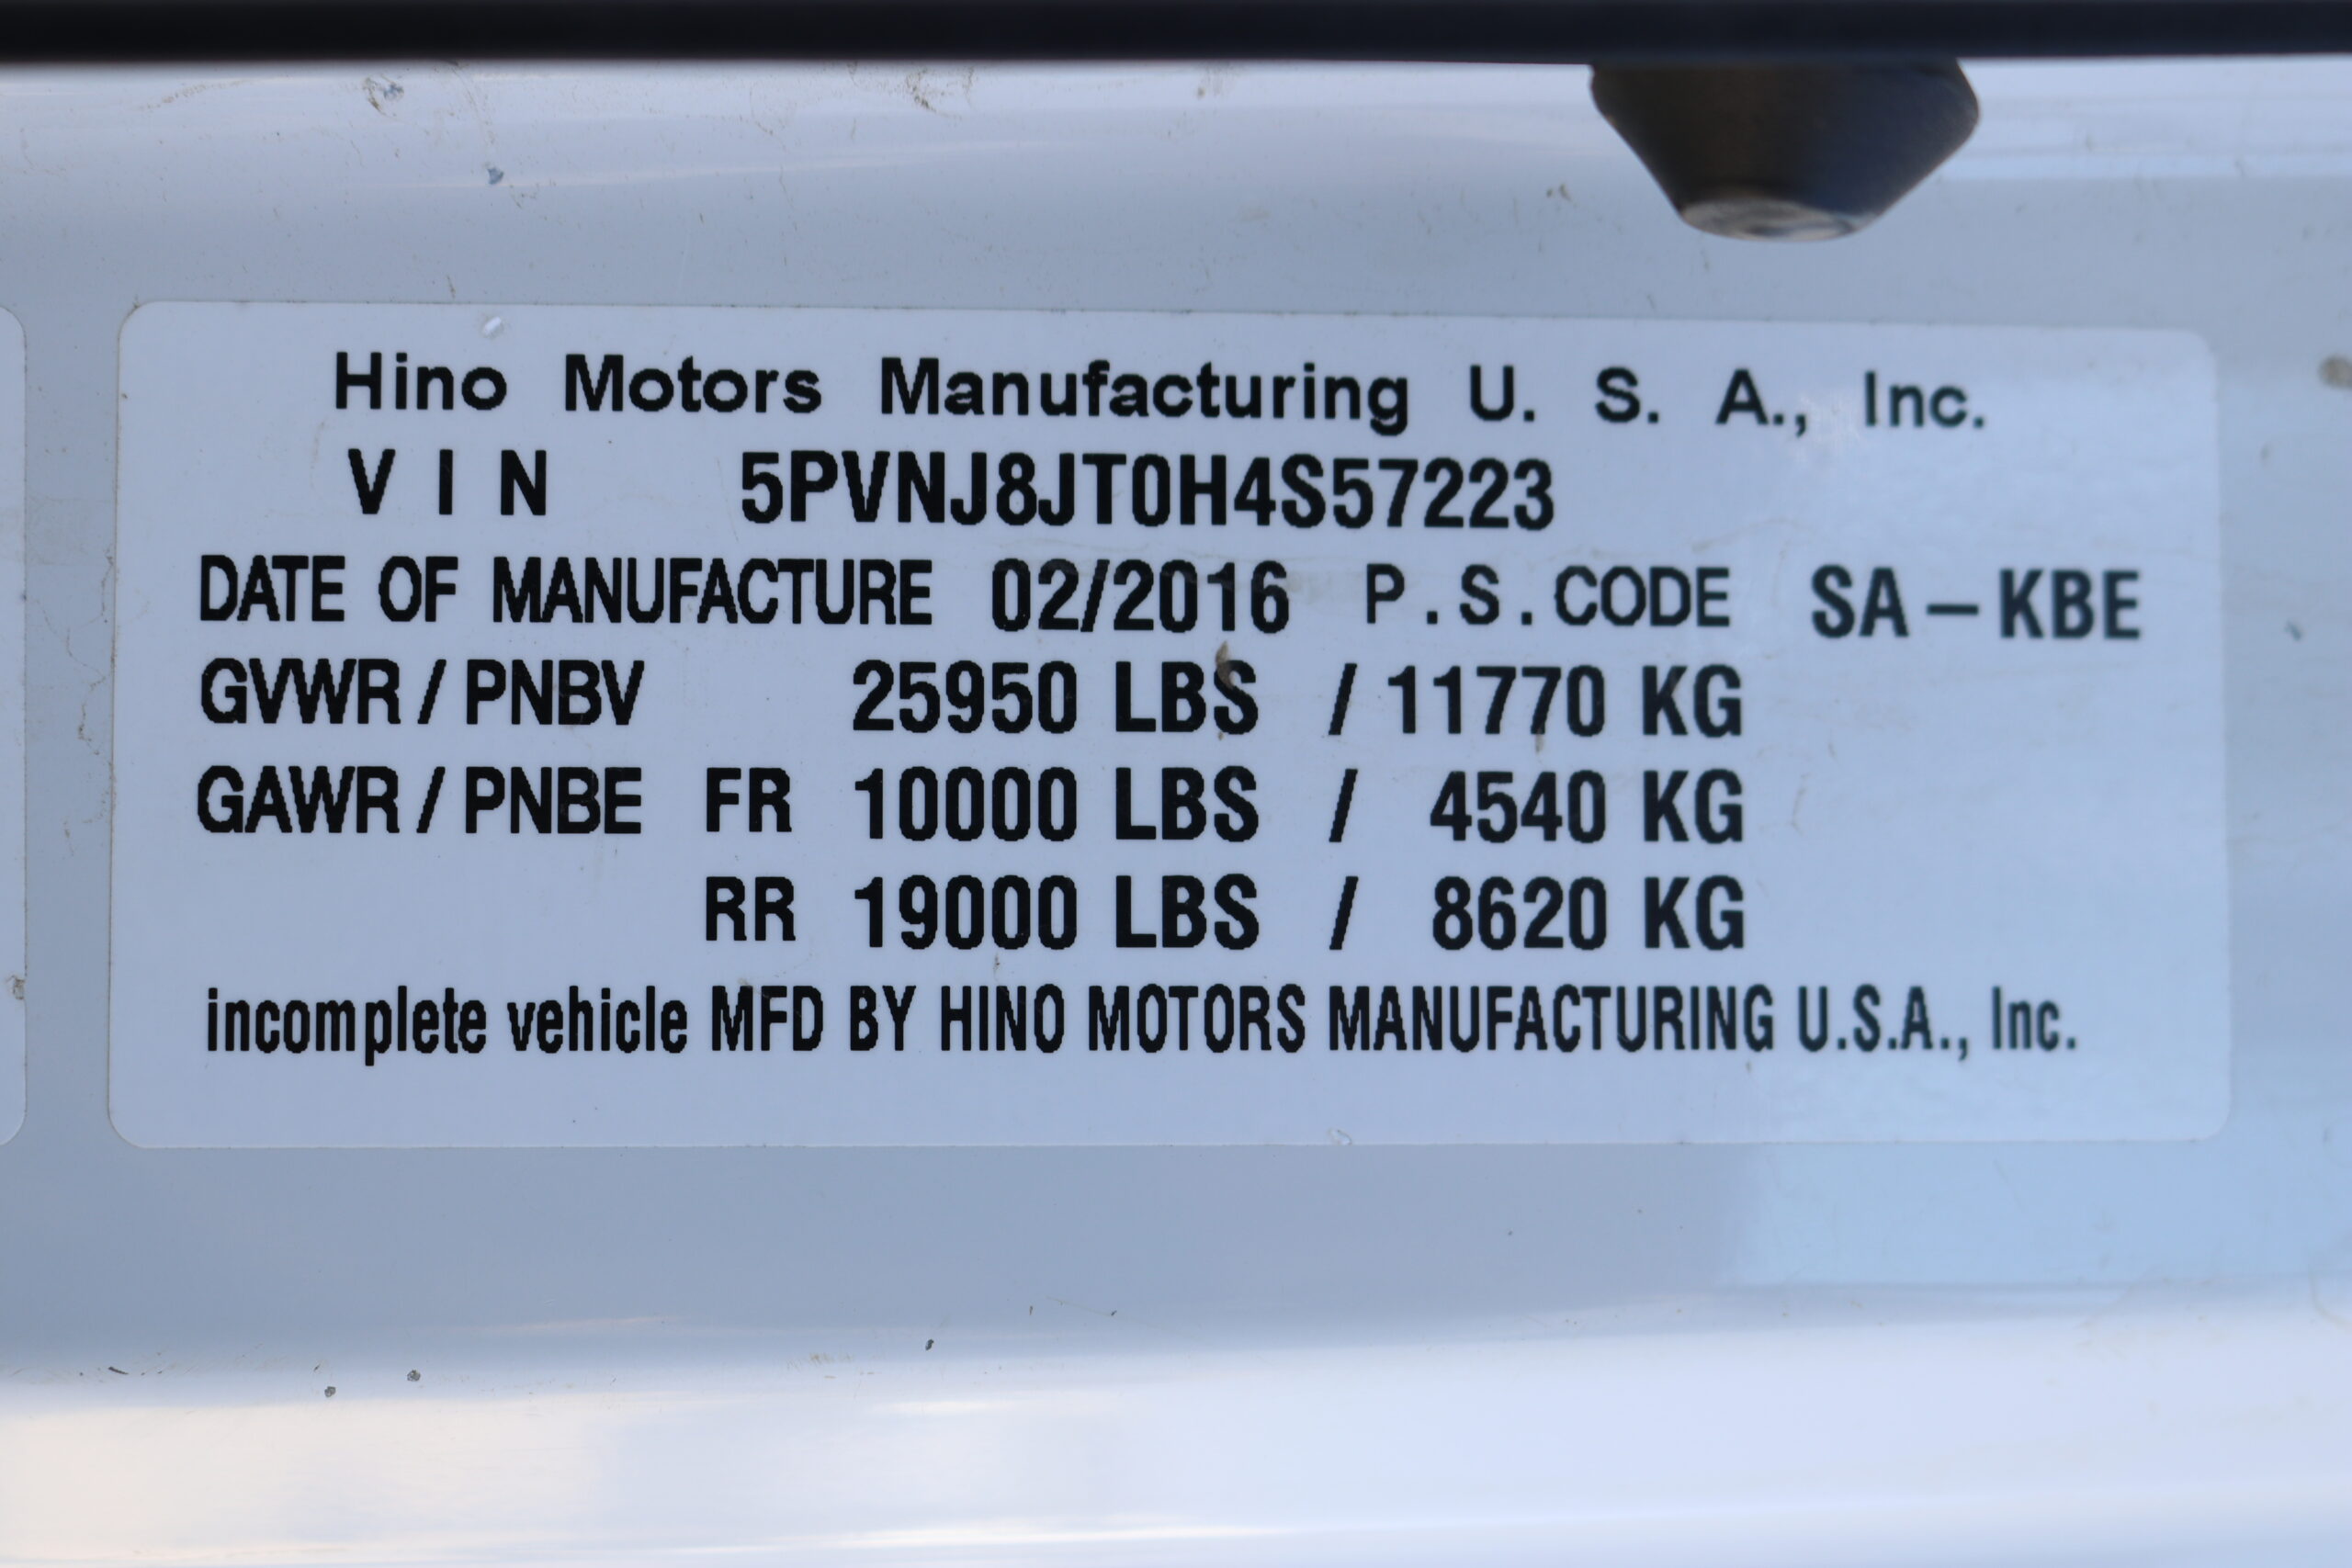 Hino Motors Manufacturing U. S. A., Inc.
V I N 5PVNJ8JT0H4S57223
DATE OF MANUFACTURE 02/2016 P.S.CODE SA-KBE
GVWR / PNBV 25950 LBS / 11770 KG
GAWR / PNBE FR 10000 LBS / 4540 KG
RR 19000 LBS / 8620 KG
incomplete vehicle MFD BY HINO MOTORS MANUFACTURING U.S.A., Inc.